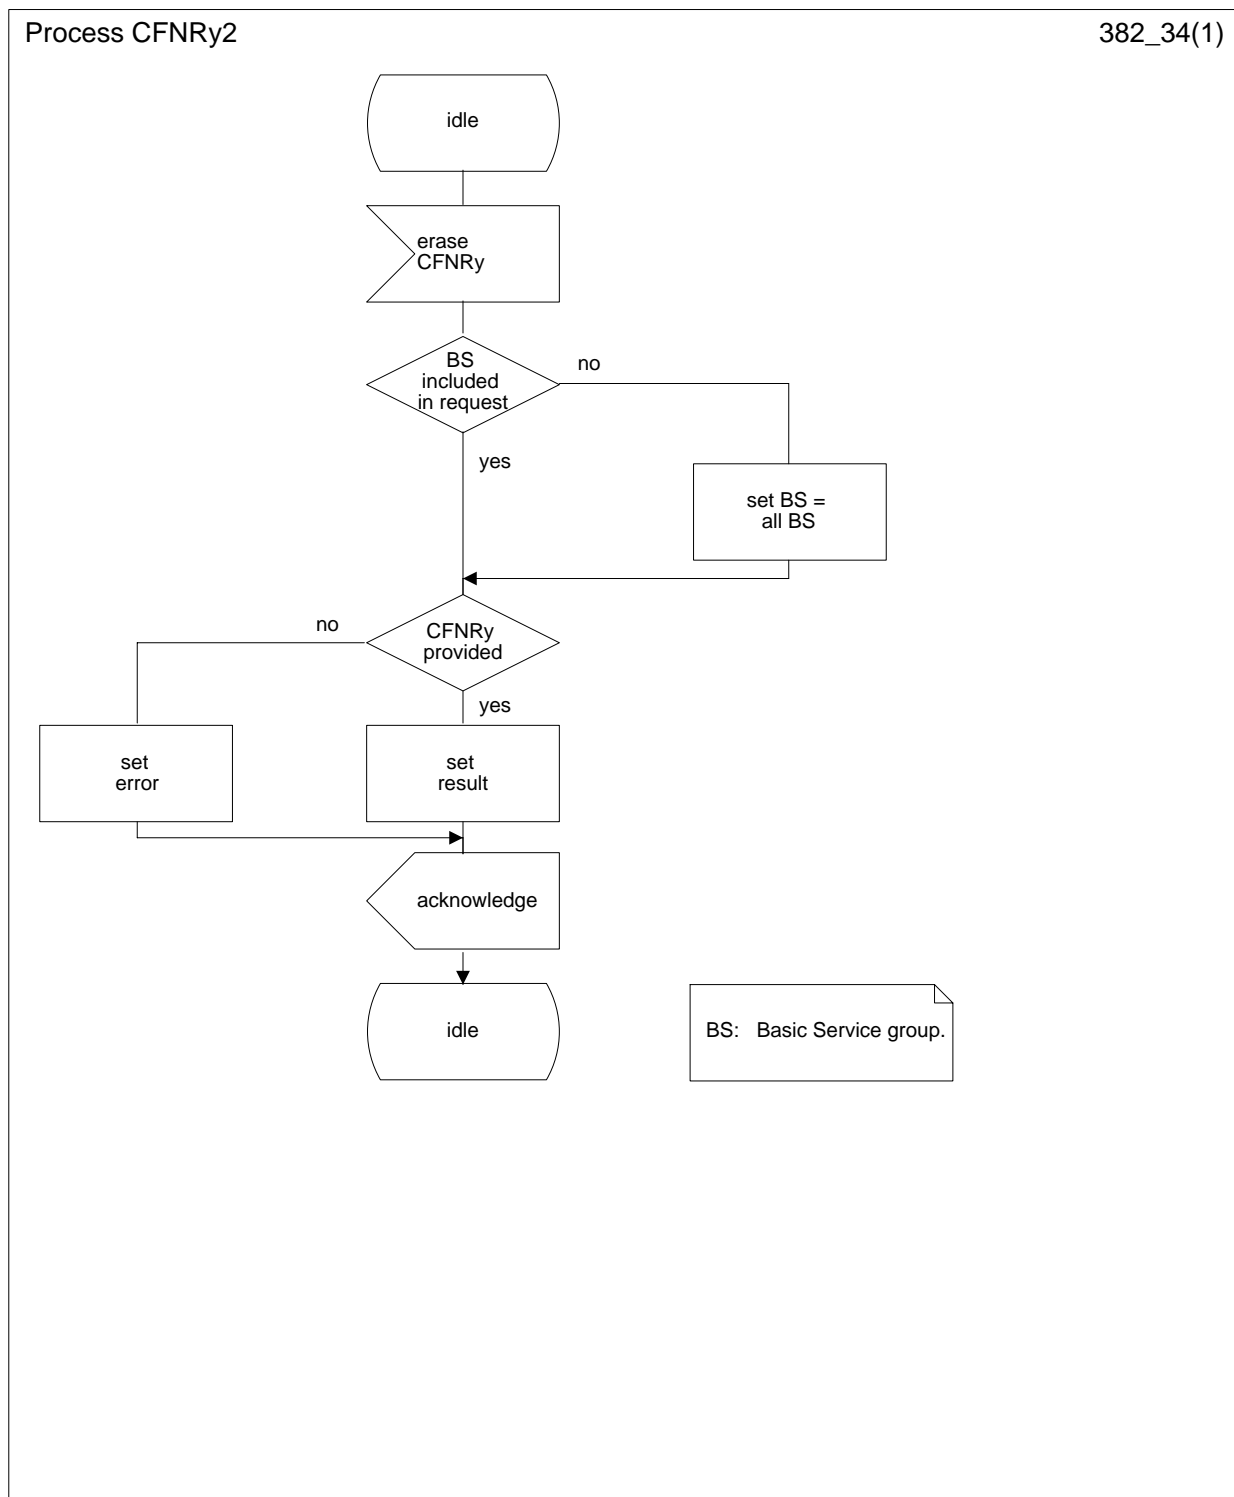 Process CFNRy2
382_34(1)
idle
erase
CFNRy
BS
included
in request
no
yes
set BS =
all BS
no
CFNRy
provided
yes
set
error
set
result
acknowledge
idle
BS: Basic Service group.